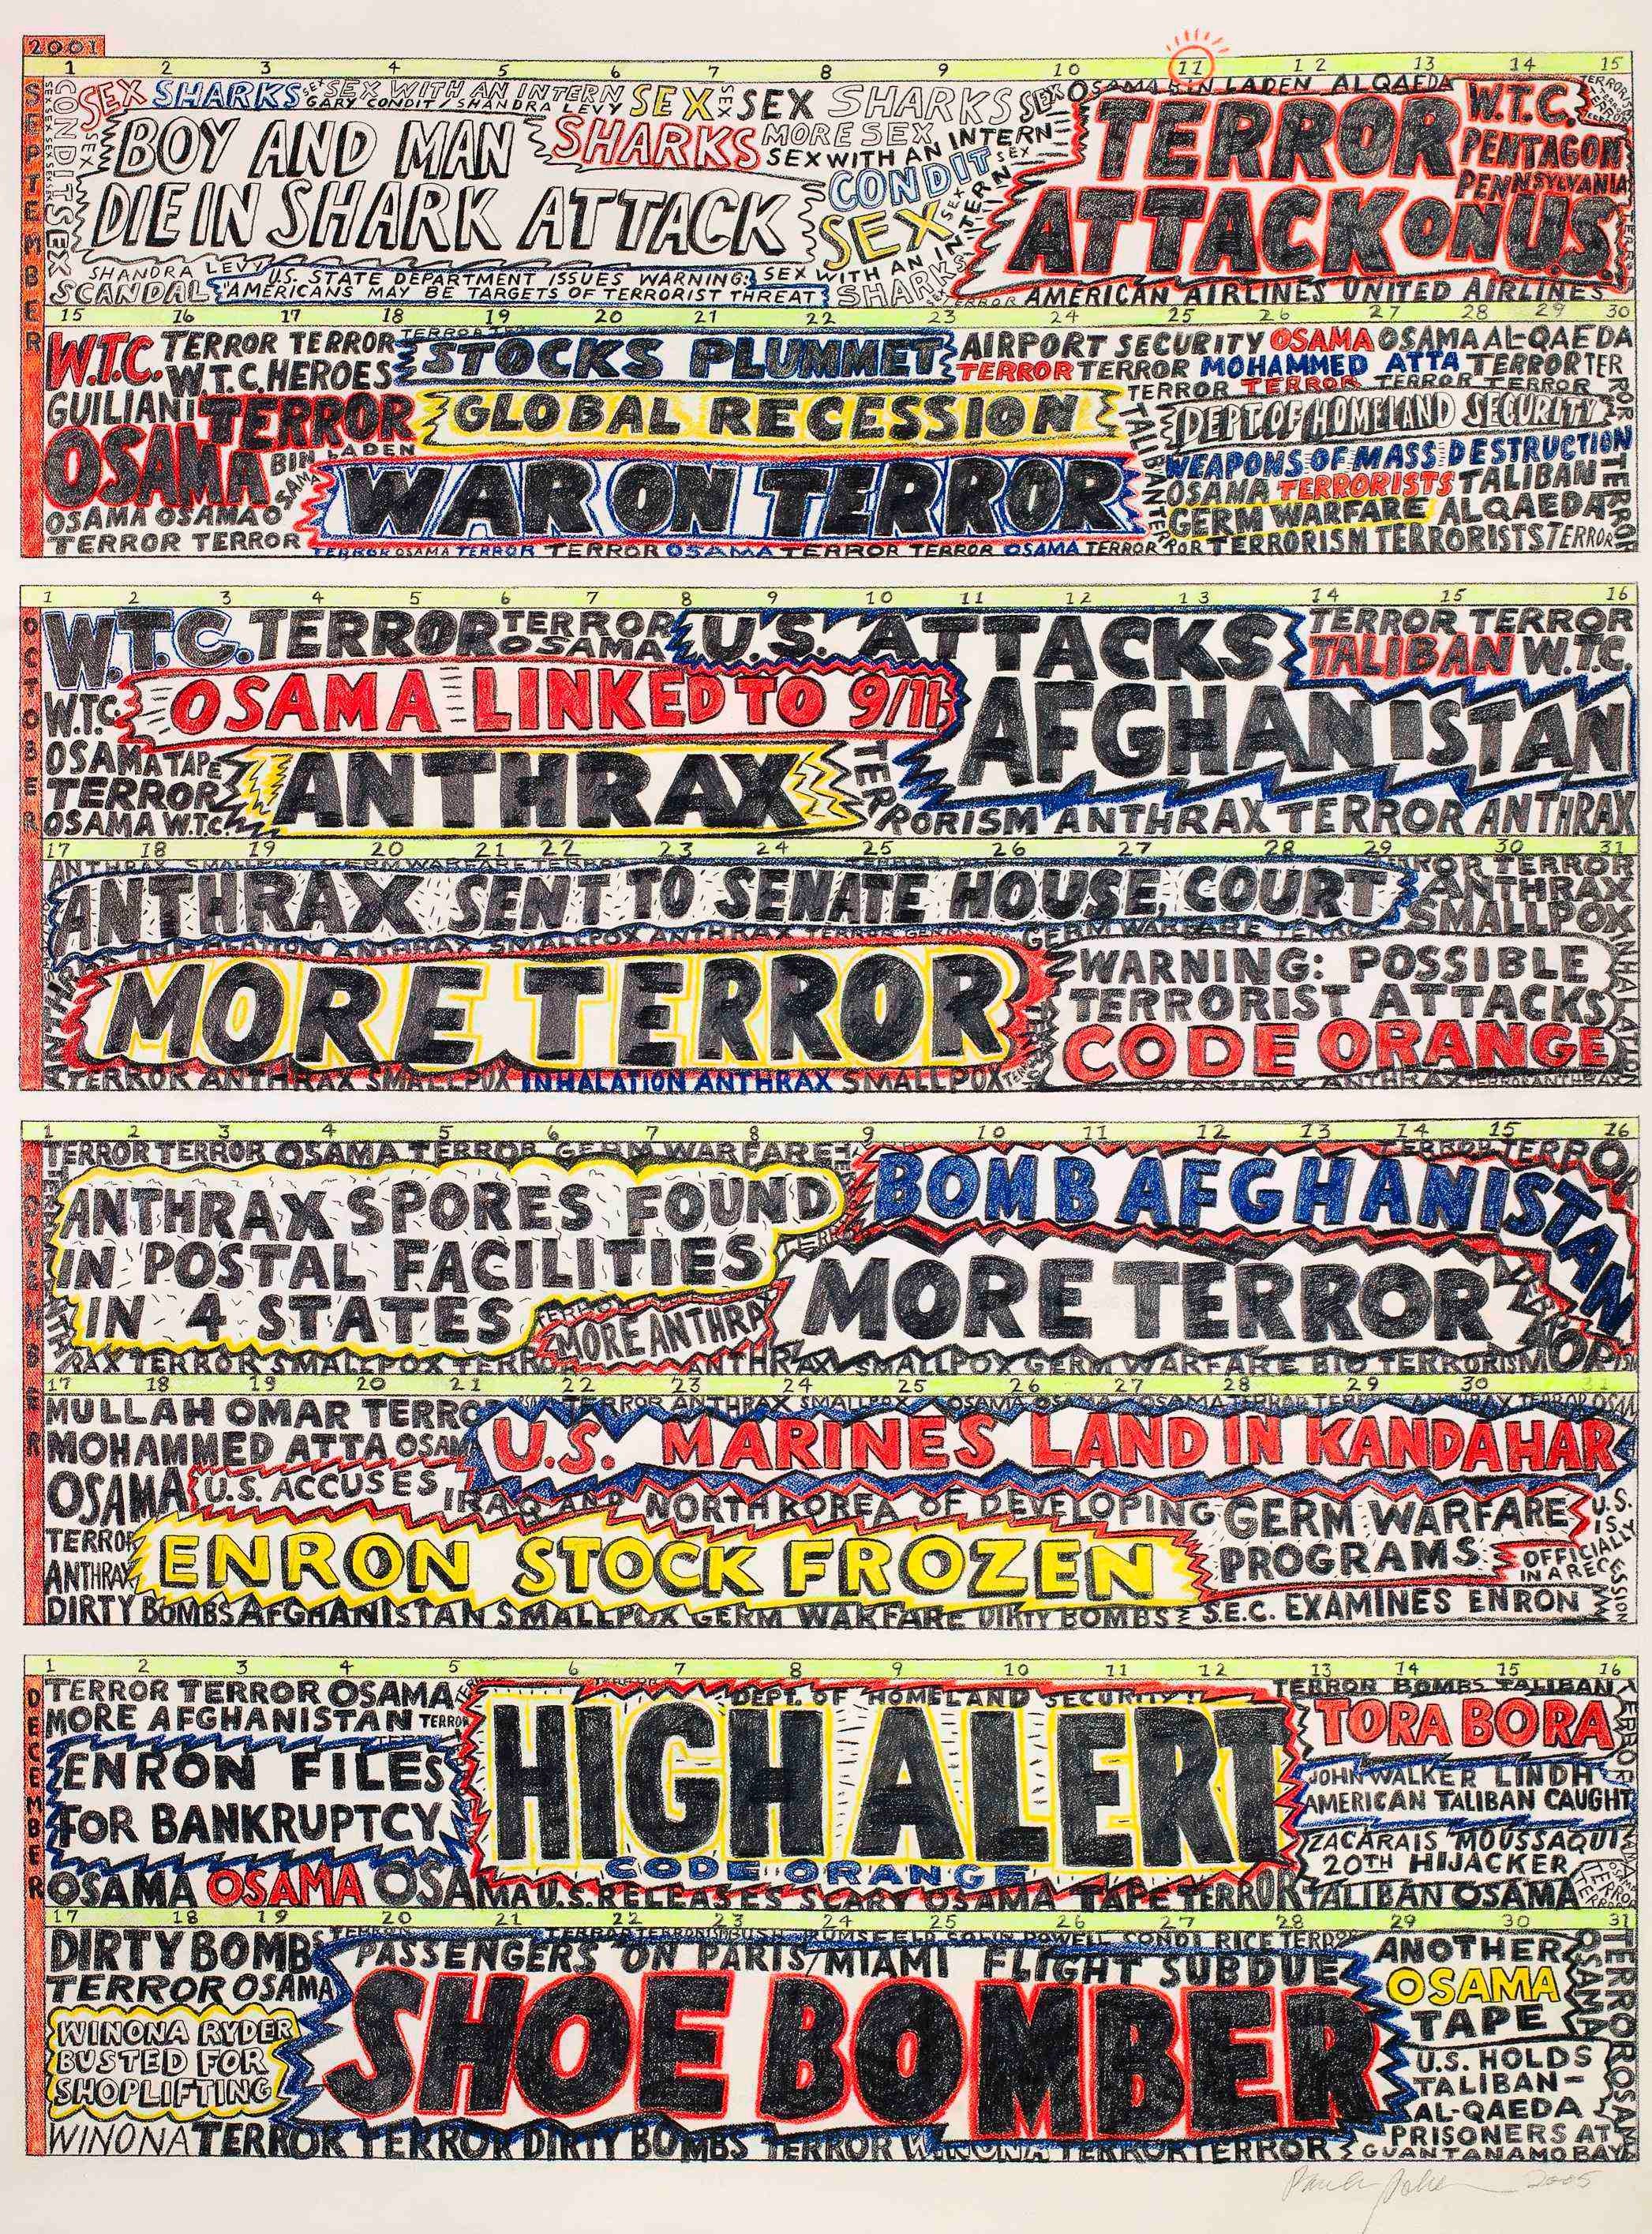 2001
1 2 3 4 5 6 7 8 9 10 11 12 13 14 15
SEPTEMBER
CONDIT SEX
SEX SHARKS SEX SEX WITH AN INTERN SEX SEX SEX SHARKS SEX OSAMA BIN LADEN AL QAEDA
GARY CONDIT/SHANDRA LEVY
BOY AND MAN
DIE IN SHARK ATTACK
SHARKS MORE SEX
SEX WITH AN INTERN
CONDIT SEX
SEX
SEX WITH AN INTERN
SHARKS
SHANDRA LEVY
SCANDAL
U.S. STATE DEPARTMENT ISSUES WARNING:
"AMERICANS MAY BE TARGETS OF TERRORIST THREAT"
TERROR
ATTACK ON U.S.
W.T.C.
PENTAGON
PENNSYLVANIA
TERROR AMERICAN AIRLINES UNITED AIRLINES
15 16 17 18 19 20 21 22 23 24 25 26 27 28 29 30
W.T.C. TERROR TERROR
W.T.C. HEROES
GUILIANI TERROR
OSAMA BIN LADEN
OSAMA
OSAMA OSAMA O
TERROR TERROR
STOCKS PLUMMET
GLOBAL RECESSION
WAR ON TERROR
TERROR OSAMA TERROR TERROR OSAMA TERROR TERROR OSAMA TERROR
AIRPORT SECURITY OSAMA OSAMA AL-QAEDA
TERROR TERROR MOHAMMED ATTA TERROR TER
TERROR TERROR TERROR TERROR
TALIBAN
DEPT. OF HOMELAND SECURITY
WEAPONS OF MASS DESTRUCTION
OSAMA TERRORISTS TALIBAN
GERM WARFARE AL QAEDA
TERRORISM TERRORISTS TERROR
1 2 3 4 5 6 7 8 9 10 11 12 13 14 15 16
OCTOBER
W.T.C. TERROR TERROR
OSAMA
U.S. ATTACKS
AFGHANISTAN
TERROR TERROR
TALIBAN W.T.C.
W.T.C.
OSAMA LINKED TO 9/11
OSAMA TAPE
TERROR
OSAMA W.T.C.
ANTHRAX
TERRORISM ANTHRAX TERROR ANTHRAX
17 18 19 20 21 22 23 24 25 26 27 28 29 30 31
ANTHRAX SENT TO SENATE HOUSE, COURT
TERROR
ANTHRAX
SMALLPOX
INHALATION
MORE TERROR
WARNING: POSSIBLE
TERRORIST ATTACKS
CODE ORANGE
TERROR ANTHRAX SMALLPOX INHALATION ANTHRAX SMALLPOX
1 2 3 4 5 6 7 8 9 10 11 12 13 14 15 16
NOVEMBER
TERROR TERROR OSAMA TERROR GERM WARFARE
ANTHRAX SPORES FOUND
IN POSTAL FACILITIES
IN 4 STATES
MORE ANTHRA
BOMB AFGHANISTAN
MORE TERROR
RAX TERROR SMALLPOX TERRO ANTHRAX SMALLPOX GERM WARFARE BIO TERRORISM
17 18 19 20 21 22 23 24 25 26 27 28 29 30 31
MULLAH OMAR TERRO
MOHAMMED ATTA OSAMA
OSAMA
U.S. MARINES LAND IN KANDAHAR
U.S. ACCUSES IRAQ AND NORTH KOREA OF DEVELOPING GERM WARFARE
PROGRAMS
U.S. IS OFFICIALLY IN A RECESSION
TERROR
ANTHRAX
ENRON STOCK FROZEN
DIRTY BOMBS AFGHANISTAN SMALLPOX GERM WARFARE DIRTY BOMBS
S.E.C. EXAMINES ENRON
1 2 3 4 5 6 7 8 9 10 11 12 13 14 15 16
DECEMBER
TERROR TERROR OSAMA
MORE AFGHANISTAN TERROR
ENRON FILES
FOR BANKRUPTCY
DEPT. OF HOMELAND SECURITY
HIGH ALERT
CODE ORANGE
TERROR BOMBS TALIBAN
TORA BORA
JOHN WALKER LINDH
AMERICAN TALIBAN CAUGHT
ZACARAIS MOUSSAQUI
20TH HIJACKER
OSAMA OSAMA OSAMA U.S. RELEASES SCARY OSAMA TAPE TERROR TALIBAN OSAMA
17 18 19 20 21 22 23 24 25 26 27 28 29 30 31
DIRTY BOMBS
TERROR OSAMA
WINONA RYDER
BUSTED FOR
SHOPLIFTING
WINONA TERROR TERROR DIRTY BOMBS TERROR WINONA TERROR TERROR
PASSENGERS ON PARIS/MIAMI FLIGHT SUBDUE
SHOE BOMBER
ANOTHER
OSAMA
TAPE
U.S. HOLDS
TALIBAN-
AL-QAEDA
PRISONERS AT
GUANTANAMO BAY
OSAMA
TERROR OSAMA
2005